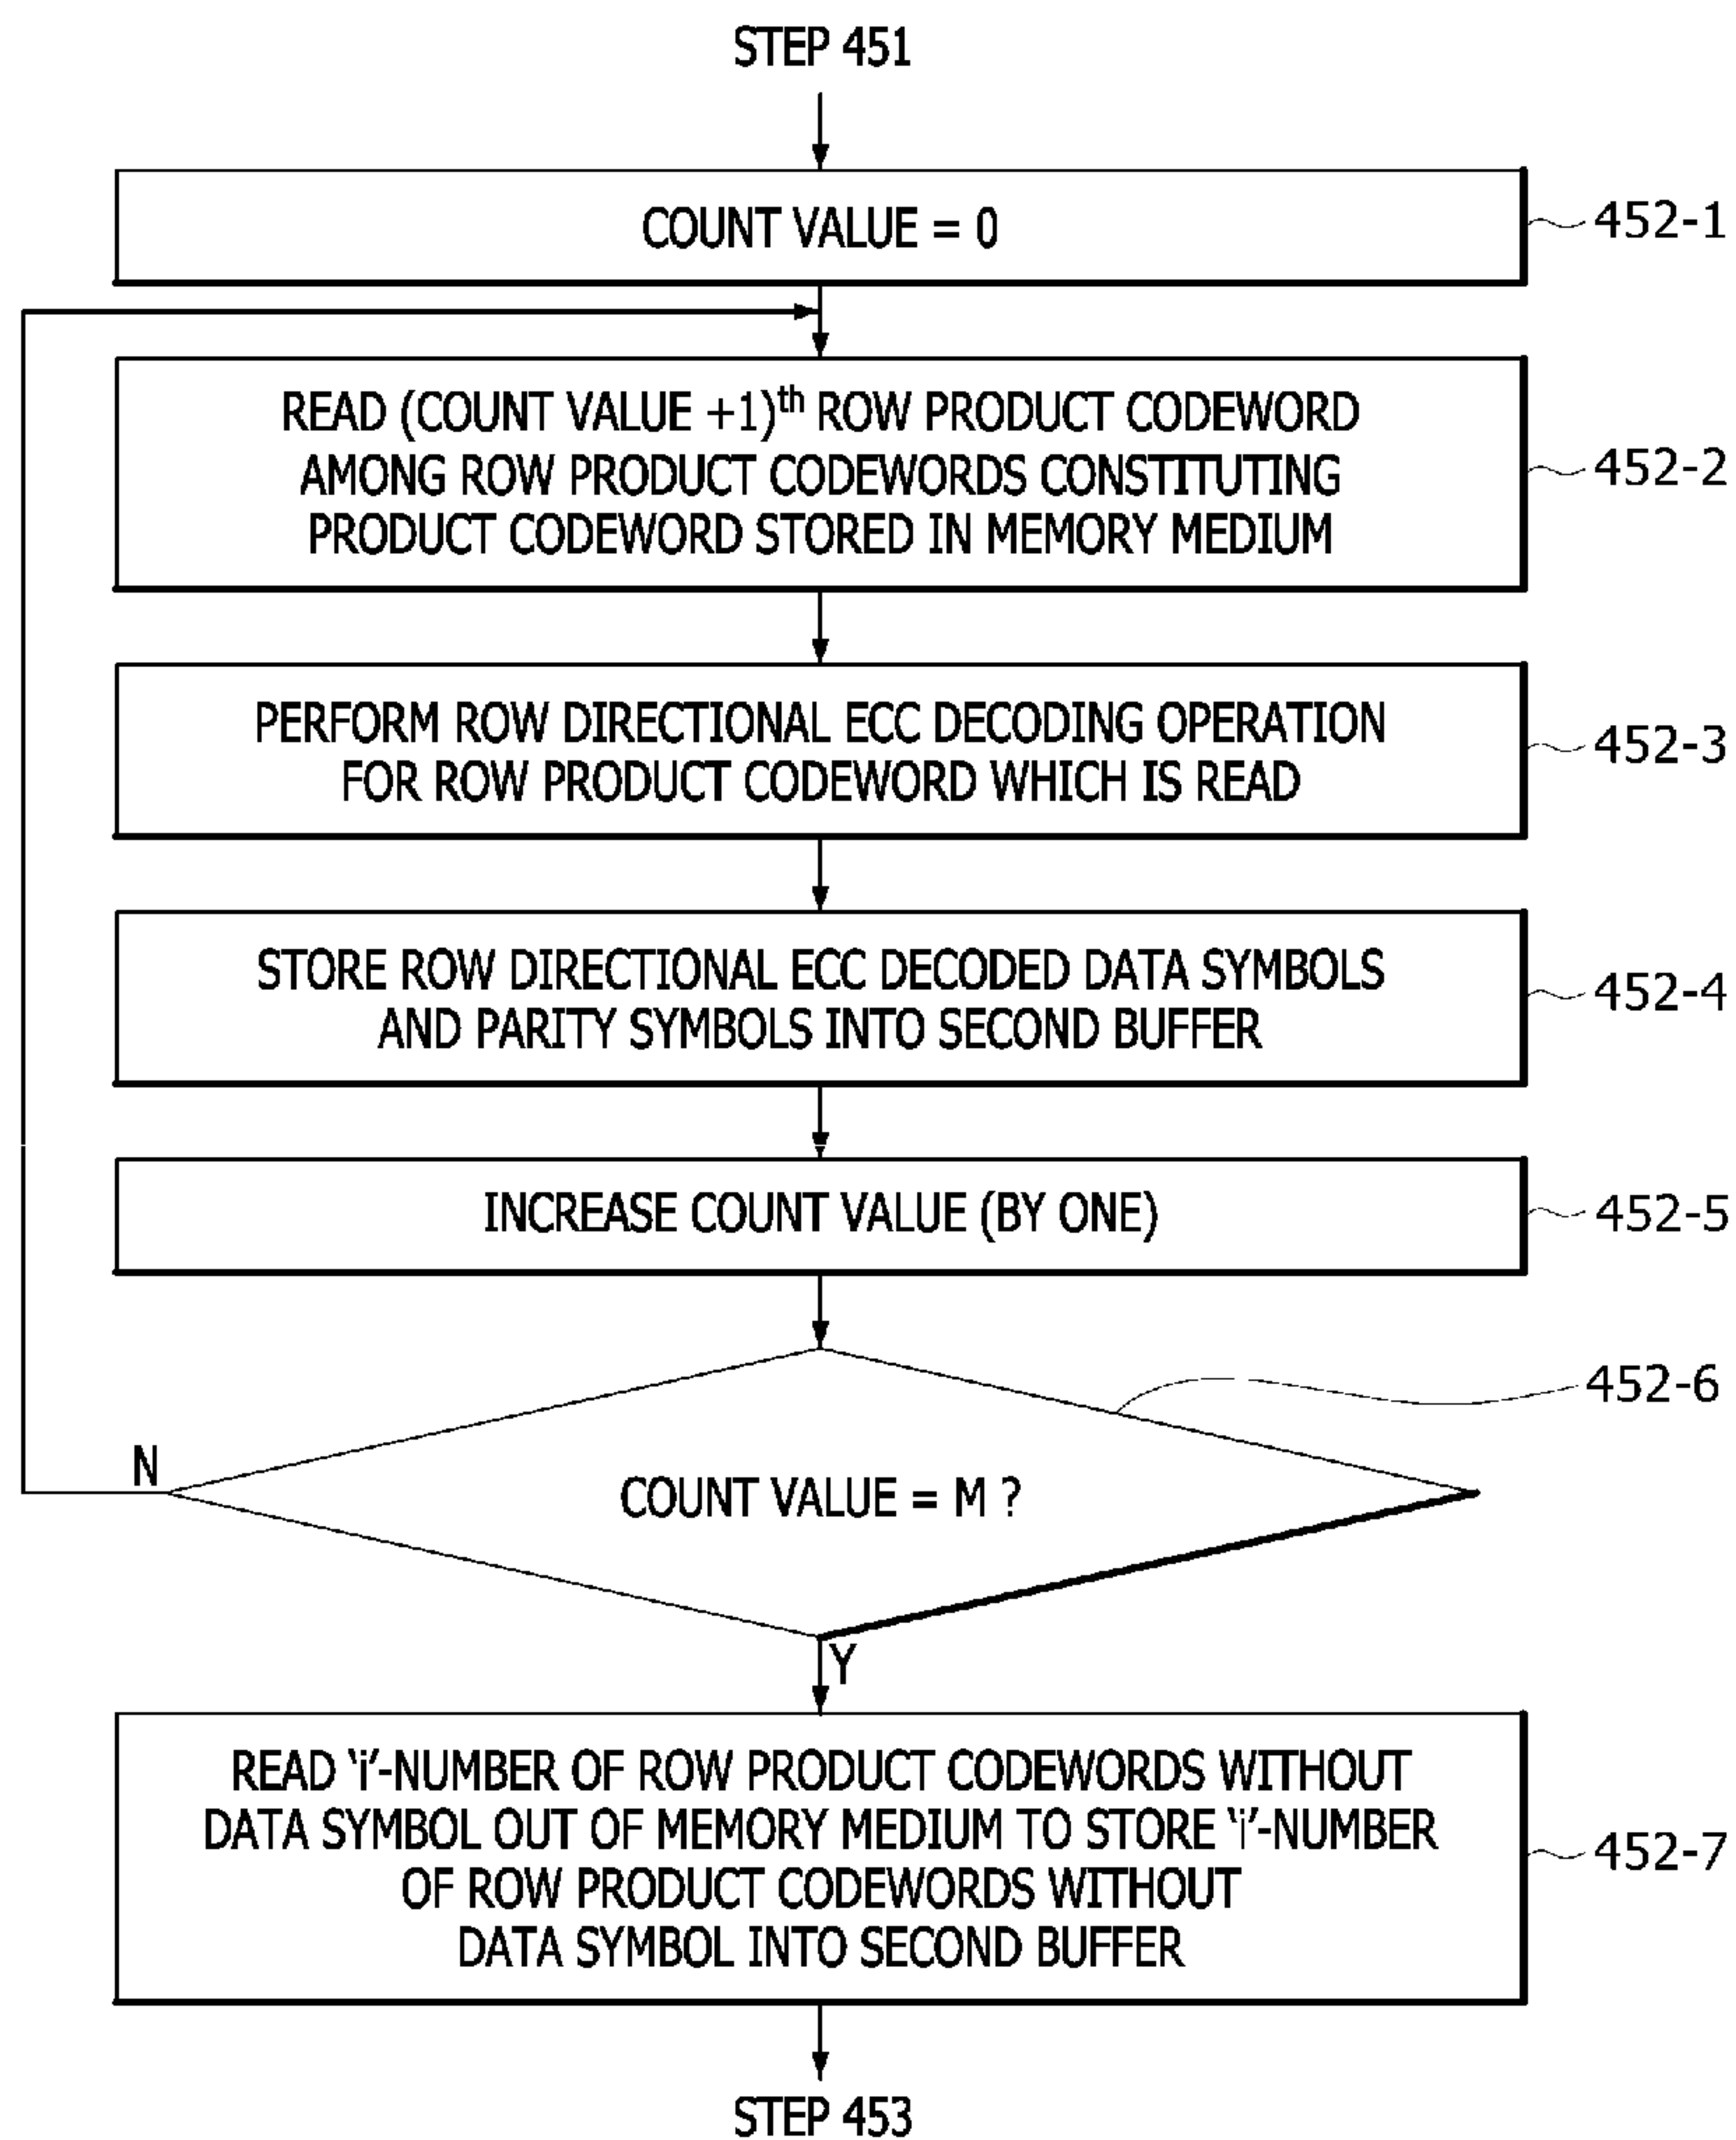 STEP 451
COUNT VALUE = 0
452-1
READ (COUNT VALUE +1)th ROW PRODUCT CODEWORD
AMONG ROW PRODUCT CODEWORDS CONSTITUTING
PRODUCT CODEWORD STORED IN MEMORY MEDIUM
452-2
PERFORM ROW DIRECTIONAL ECC DECODING OPERATION
FOR ROW PRODUCT CODEWORD WHICH IS READ
452-3
STORE ROW DIRECTIONAL ECC DECODED DATA SYMBOLS
AND PARITY SYMBOLS INTO SECOND BUFFER
452-4
INCREASE COUNT VALUE (BY ONE)
452-5
452-6
N
COUNT VALUE = M ?
Y
READ ‘i’-NUMBER OF ROW PRODUCT CODEWORDS WITHOUT
DATA SYMBOL OUT OF MEMORY MEDIUM TO STORE ‘i’-NUMBER
OF ROW PRODUCT CODEWORDS WITHOUT
DATA SYMBOL INTO SECOND BUFFER
452-7
STEP 453